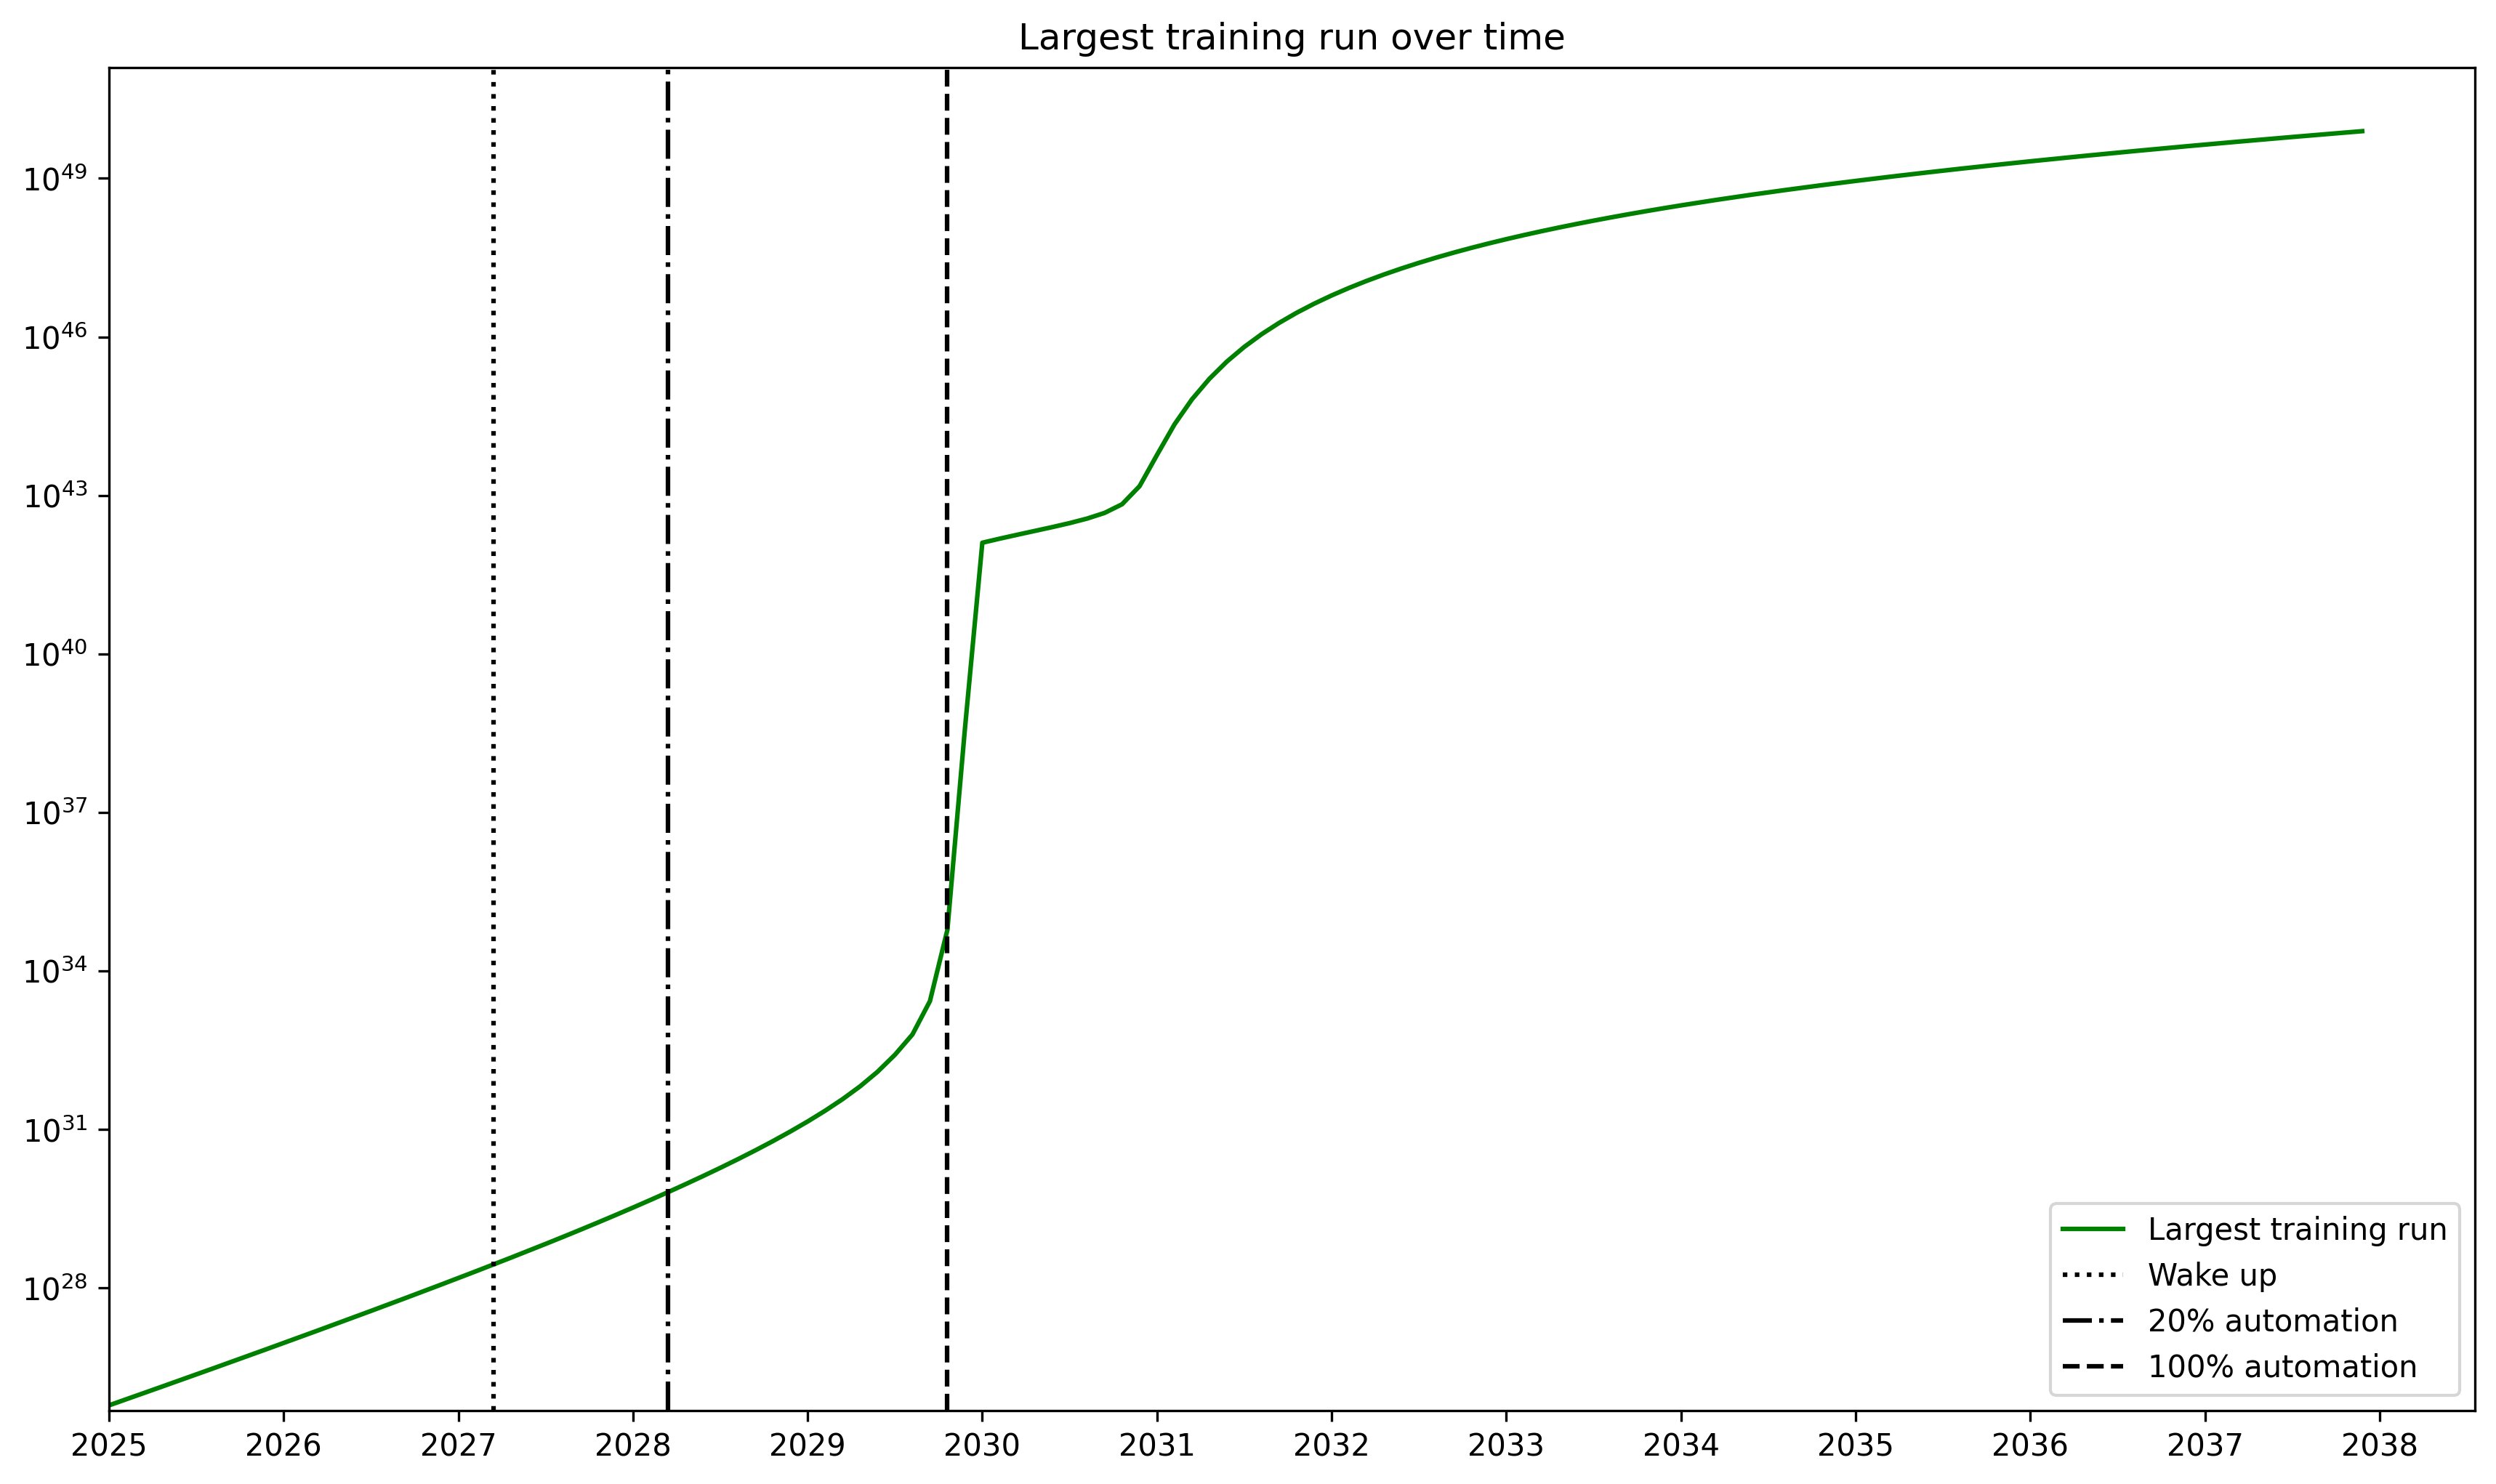 Largest training run over time
10^49
10^46
10^43
10^40
10^37
10^34
10^31
10^28
2025 2026 2027 2028 2029 2030 2031 2032 2033 2034 2035 2036 2037 2038
Largest training run
Wake up
20% automation
100% automation